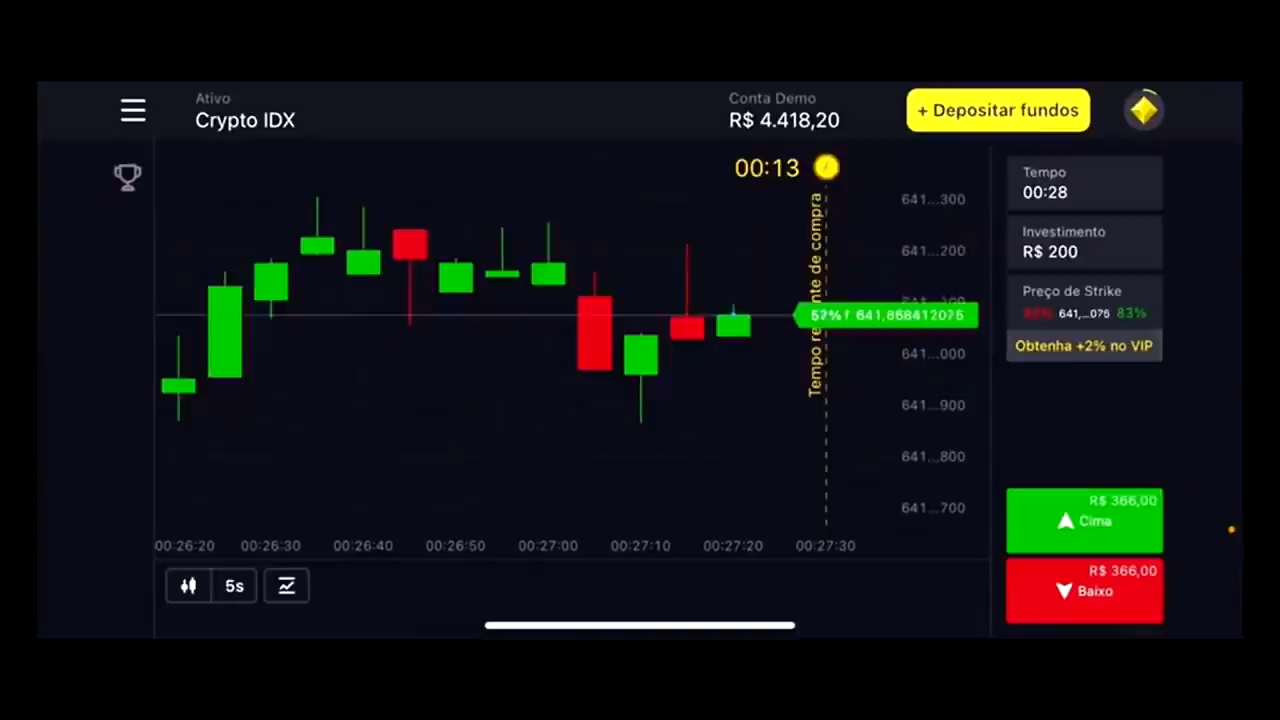 Ativo
Crypto IDX
Conta Demo
R$ 4.418,20
+ Depositar fundos
00:13
Tempo
00:28
Investimento
R$ 200
Preço de Strike
641,...075 83%
Obtenha +2% no VIP
641...300
641...200
641...000
641...900
641...800
641...700
Tempo de compra
57%↑ 641,868412075
00:26:20 00:26:30 00:26:40 00:26:50 00:27:00 00:27:10 00:27:20 00:27:30
5s
R$ 366,00
Cima
R$ 366,00
Baixo